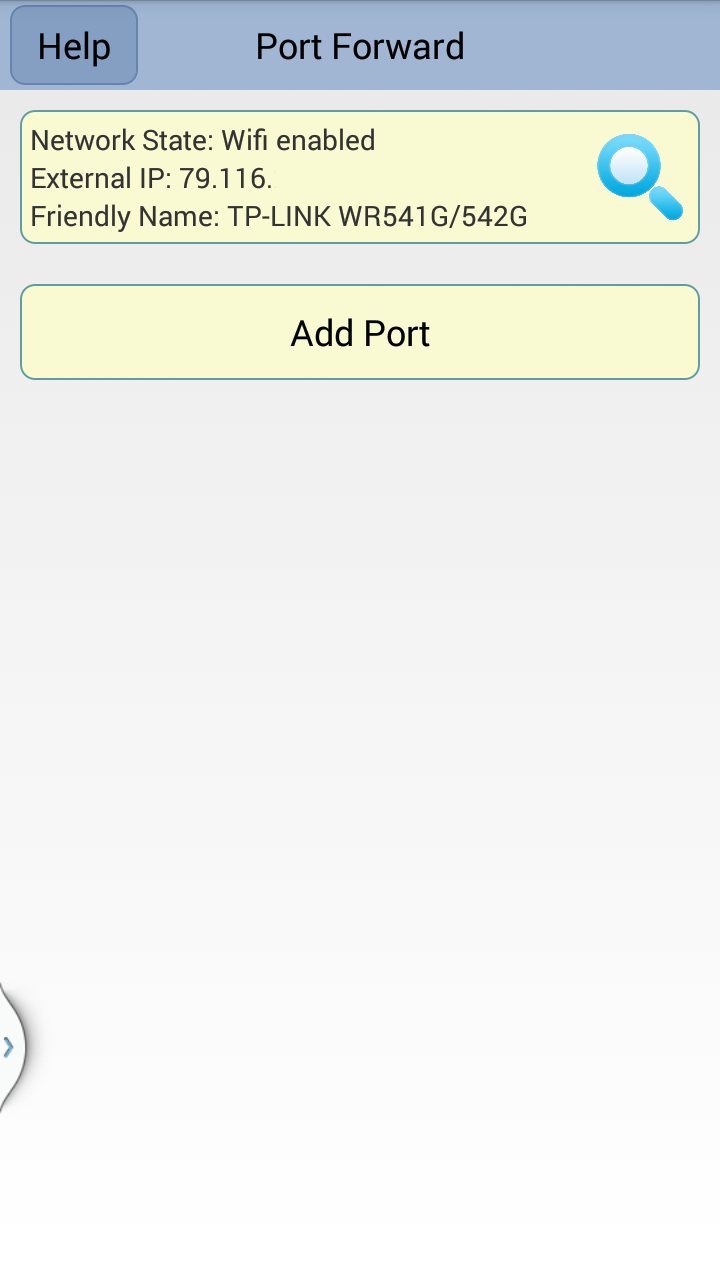 Help
Port Forward
Network State: Wifi enabled
External IP: 79.116.
Friendly Name: TP-LINK WR541G/542G
Add Port